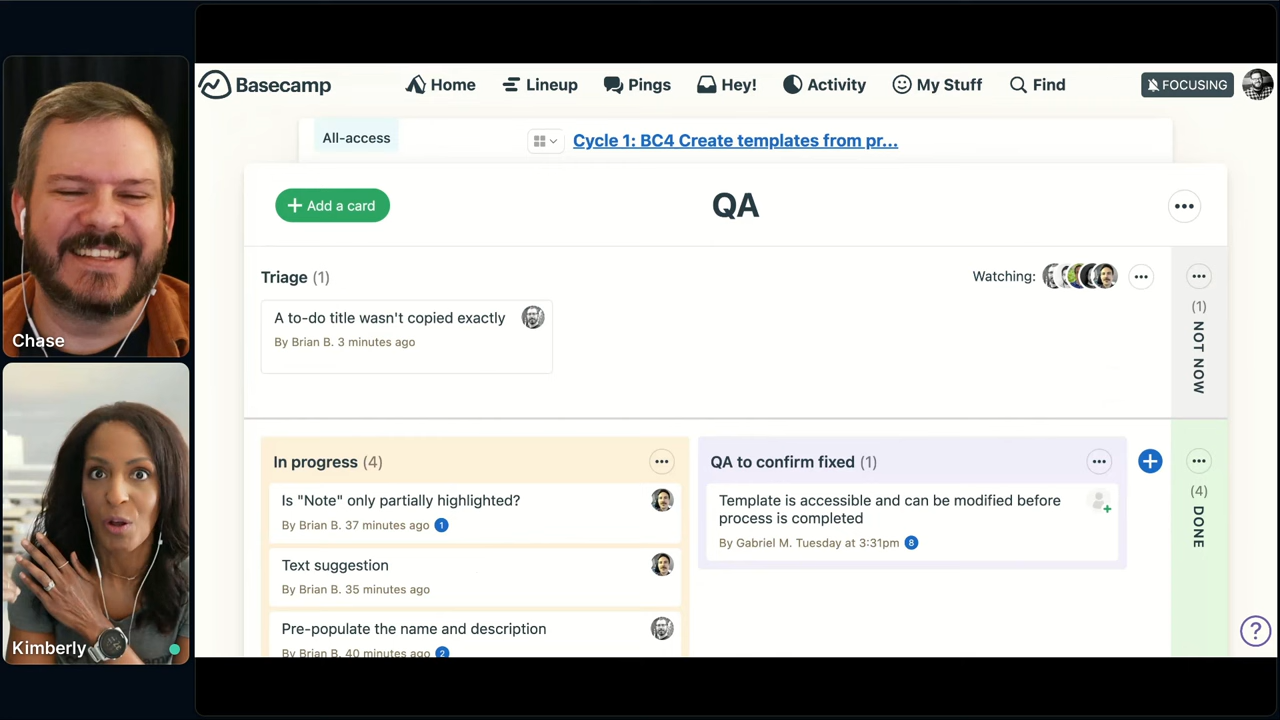 Chase
Kimberly
Basecamp
Home
Lineup
Pings
Hey!
Activity
My Stuff
Find
FOCUSING
All-access
Cycle 1: BC4 Create templates from pr...
+ Add a card
QA
Triage (1)
Watching:
A to-do title wasn't copied exactly
By Brian B. 3 minutes ago
(1) NOT NOW
In progress (4)
Is "Note" only partially highlighted?
By Brian B. 37 minutes ago 1
Text suggestion
By Brian B. 35 minutes ago
Pre-populate the name and description
By Brian B. 40 minutes ago 2
QA to confirm fixed (1)
Template is accessible and can be modified before
process is completed
By Gabriel M. Tuesday at 3:31pm 8
(4) DONE
?